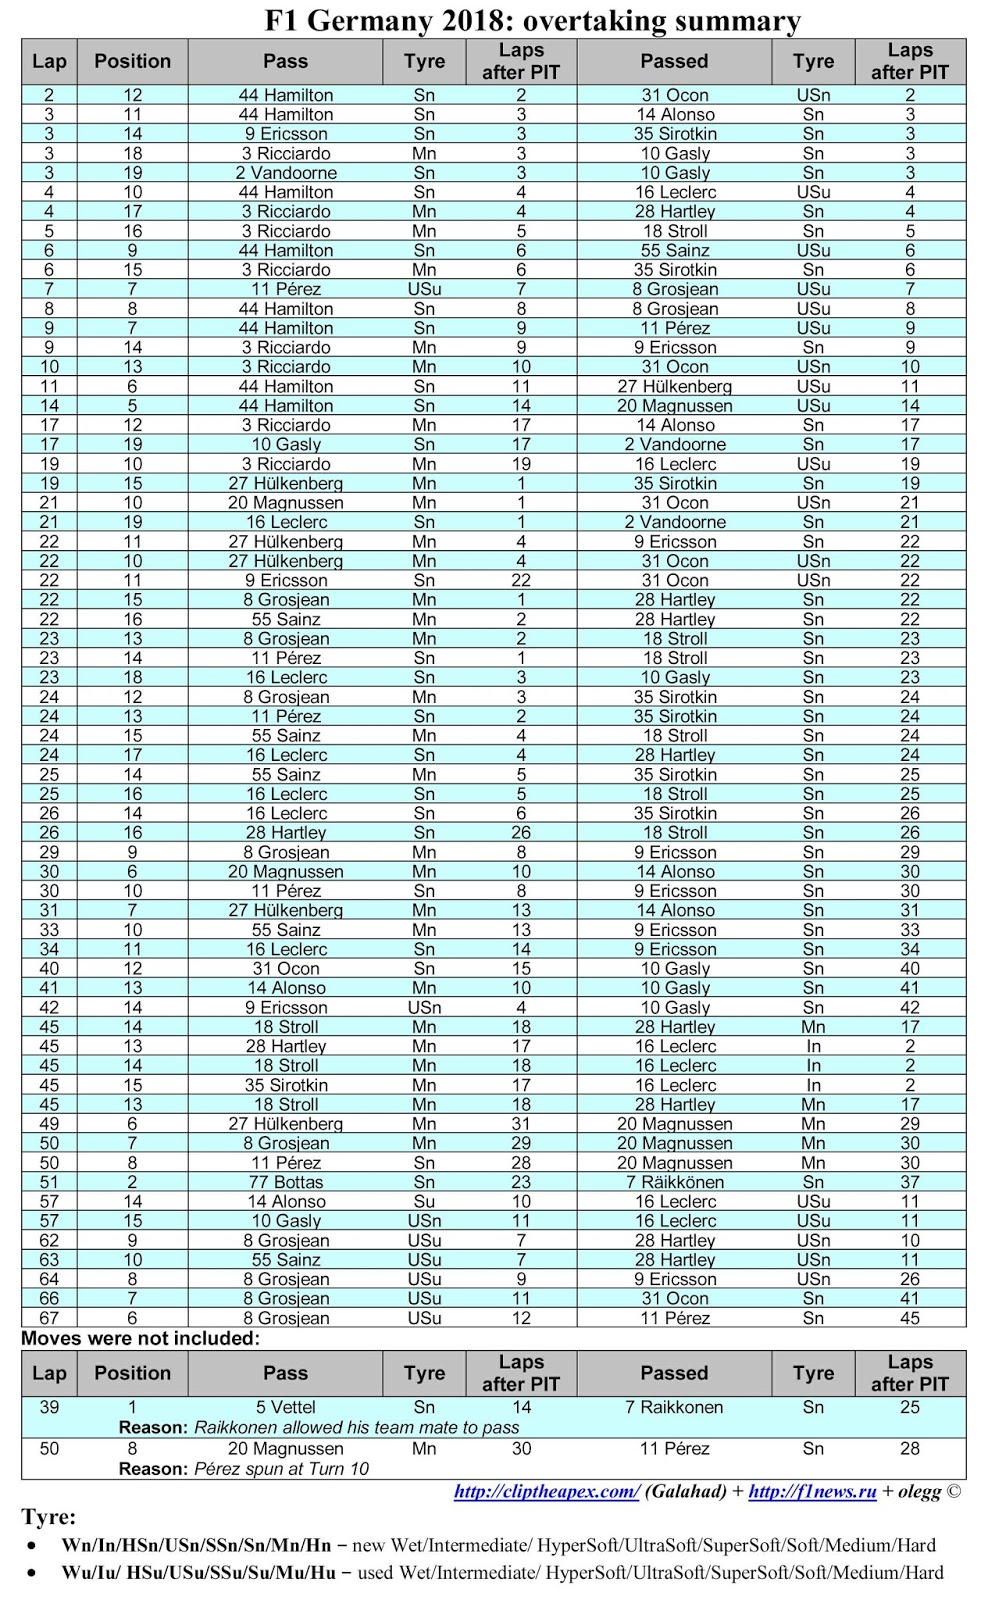 F1 Germany 2018: overtaking summary
Lap Position Pass Tyre Laps after PIT Passed Tyre Laps after PIT
2 12 44 Hamilton Sn 2 31 Ocon USn 2
3 11 44 Hamilton Sn 3 14 Alonso Sn 3
3 14 9 Ericsson Sn 3 35 Sirotkin Sn 3
3 18 3 Ricciardo Mn 3 10 Gasly Sn 3
3 19 2 Vandoorne Sn 3 10 Gasly Sn 3
4 10 44 Hamilton Sn 4 16 Leclerc USu 4
4 17 3 Ricciardo Mn 4 28 Hartley Sn 4
5 16 3 Ricciardo Mn 5 18 Stroll Sn 5
6 9 44 Hamilton Sn 6 55 Sainz USu 6
6 15 3 Ricciardo Mn 6 35 Sirotkin Sn 6
7 7 11 Pérez USu 7 8 Grosjean USu 7
8 8 44 Hamilton Sn 8 8 Grosjean USu 8
9 7 44 Hamilton Sn 9 11 Pérez USu 9
9 14 3 Ricciardo Mn 9 9 Ericsson Sn 9
10 13 3 Ricciardo Mn 10 31 Ocon USn 10
11 6 44 Hamilton Sn 11 27 Hülkenberg USu 11
14 5 44 Hamilton Sn 14 20 Magnussen USu 14
17 12 3 Ricciardo Mn 17 14 Alonso Sn 17
17 19 10 Gasly Sn 17 2 Vandoorne Sn 17
19 10 3 Ricciardo Mn 19 16 Leclerc USu 19
19 15 27 Hülkenberg Mn 1 35 Sirotkin Sn 19
21 10 20 Magnussen Mn 1 31 Ocon USn 21
21 19 16 Leclerc Sn 1 2 Vandoorne Sn 21
22 11 27 Hülkenberg Mn 4 9 Ericsson Sn 22
22 10 27 Hülkenberg Mn 4 31 Ocon USn 22
22 11 9 Ericsson Sn 22 31 Ocon USn 22
22 15 8 Grosjean Mn 1 28 Hartley Sn 22
22 16 55 Sainz Mn 2 28 Hartley Sn 22
23 13 8 Grosjean Mn 2 18 Stroll Sn 23
23 14 11 Pérez Sn 1 18 Stroll Sn 23
23 18 16 Leclerc Sn 3 10 Gasly Sn 23
24 12 8 Grosjean Mn 3 35 Sirotkin Sn 24
24 13 11 Pérez Sn 2 35 Sirotkin Sn 24
24 15 55 Sainz Mn 4 18 Stroll Sn 24
24 17 16 Leclerc Sn 4 28 Hartley Sn 24
25 14 55 Sainz Mn 5 35 Sirotkin Sn 25
25 16 16 Leclerc Sn 5 18 Stroll Sn 25
26 14 16 Leclerc Sn 6 35 Sirotkin Sn 26
26 16 28 Hartley Sn 26 18 Stroll Sn 26
29 9 8 Grosjean Mn 8 9 Ericsson Sn 29
30 6 20 Magnussen Mn 10 14 Alonso Sn 30
30 10 11 Pérez Sn 8 9 Ericsson Sn 30
31 7 27 Hülkenberg Mn 13 14 Alonso Sn 31
33 10 55 Sainz Mn 13 9 Ericsson Sn 33
34 11 16 Leclerc Sn 14 9 Ericsson Sn 34
40 12 31 Ocon Sn 15 10 Gasly Sn 40
41 13 14 Alonso Mn 10 10 Gasly Sn 41
42 14 9 Ericsson USn 4 10 Gasly Sn 42
45 14 18 Stroll Mn 18 28 Hartley Mn 17
45 13 28 Hartley Mn 17 16 Leclerc In 2
45 14 18 Stroll Mn 18 16 Leclerc In 2
45 15 35 Sirotkin Mn 17 16 Leclerc In 2
45 13 18 Stroll Mn 18 28 Hartley Mn 17
49 6 27 Hülkenberg Mn 31 20 Magnussen Mn 29
50 7 8 Grosjean Mn 29 20 Magnussen Mn 30
50 8 11 Pérez Sn 28 20 Magnussen Mn 30
51 2 77 Bottas Sn 23 7 Räikkönen Sn 37
57 14 14 Alonso Su 10 16 Leclerc USu 11
57 15 10 Gasly USn 11 16 Leclerc USu 11
62 9 8 Grosjean USu 7 28 Hartley USn 10
63 10 55 Sainz USu 7 28 Hartley USn 11
64 8 8 Grosjean USu 9 9 Ericsson USn 26
66 7 8 Grosjean USu 11 31 Ocon Sn 41
67 6 8 Grosjean USu 12 11 Pérez Sn 45
Moves were not included:
Lap Position Pass Tyre Laps after PIT Passed Tyre Laps after PIT
39 1 5 Vettel Sn 14 7 Raikkonen Sn 25
Reason: Raikkonen allowed his team mate to pass
50 8 20 Magnussen Mn 30 11 Pérez Sn 28
Reason: Pérez spun at Turn 10
http://cliptheapex.com/ (Galahad) + http://f1news.ru + olegg ©
Tyre:
• Wn/In/HSn/USn/SSn/Sn/Mn/Hn – new Wet/Intermediate/ HyperSoft/UltraSoft/SuperSoft/Soft/Medium/Hard
• Wu/Iu/ HSu/USu/SSu/Su/Mu/Hu – used Wet/Intermediate/ HyperSoft/UltraSoft/SuperSoft/Soft/Medium/Hard